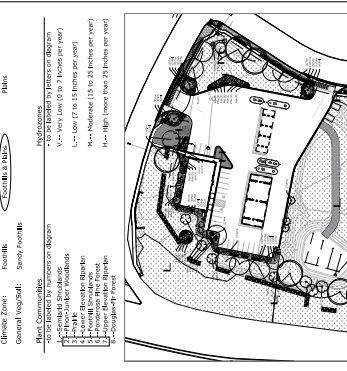 Climate Zone: Foothills Foothills & Plains Plains
General Veg/Soil: Sandy Foothills
Plant Communities
- to be labeled by numbers on diagram
1.- Semiarid Shrublands
2.- Pinon-Juniper Woodlands
3.- Prairie
4.- Lower Elevation Riparian
5.- Foothill Shrublands
6.- Ponderosa Pine Forest
7.- Upper Elevation Riparian
8.- Douglas-Fir Forest
Hydrozones
- to be labeled by letters on diagram
V.-- Very Low (0 to 7 inches per year)
L.-- Low (7 to 15 inches per year)
M.-- Moderate (15 to 25 inches per year)
H.-- High (more than 25 inches per year)